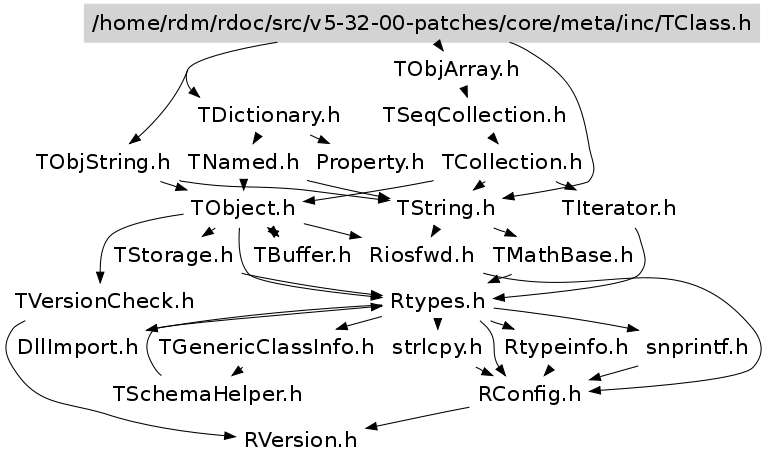 /home/rdm/rdoc/src/v5-32-00-patches/core/meta/inc/TClass.h
TObjArray.h
TDictionary.h TSeqCollection.h
TObjString.h TNamed.h Property.h TCollection.h
TObject.h TString.h TIterator.h
TStorage.h TBuffer.h Riosfwd.h TMathBase.h
TVersionCheck.h Rtypes.h
DllImport.h TGenericClassInfo.h strlcpy.h Rtypeinfo.h snprintf.h
TSchemaHelper.h RConfig.h
RVersion.h